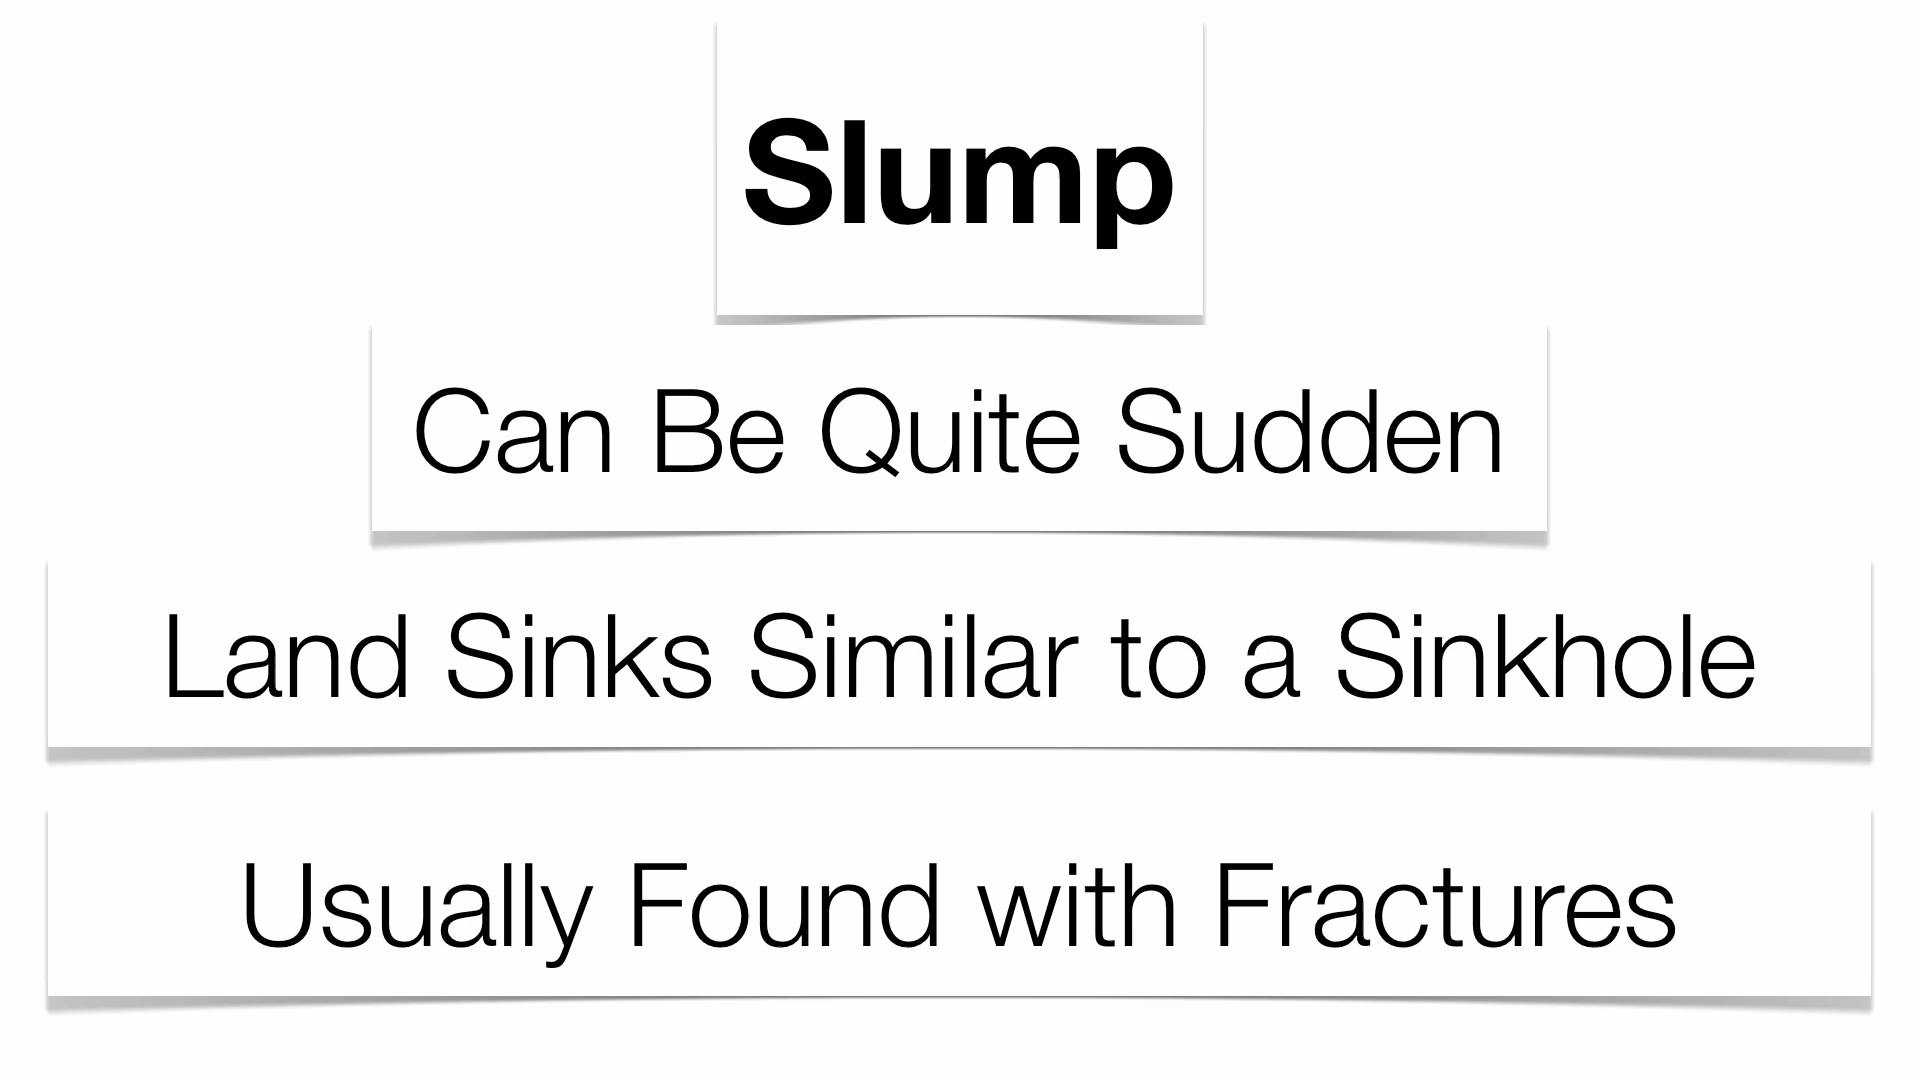 Slump
Can Be Quite Sudden
Land Sinks Similar to a Sinkhole
Usually Found with Fractures